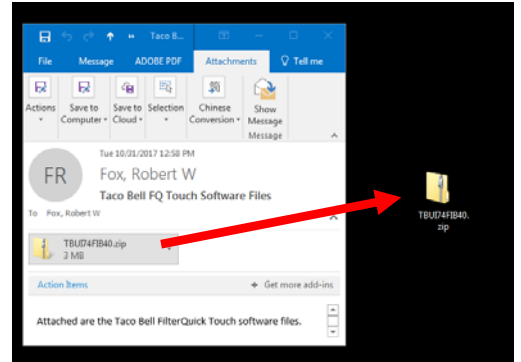 Taco B...
File Message ADOBE PDF Attachments Tell me
Actions Save to Computer Save to Cloud Selection Chinese Conversion Show Message
Message
Tue 10/31/2017 12:58 PM
FR Fox, Robert W
Taco Bell FQ Touch Software Files
To Fox, Robert W
TBUI74FIB40.zip
3 MB
TBUI74FIB40.
zip
Action Items + Get more add-ins
Attached are the Taco Bell FilterQuick Touch software files.